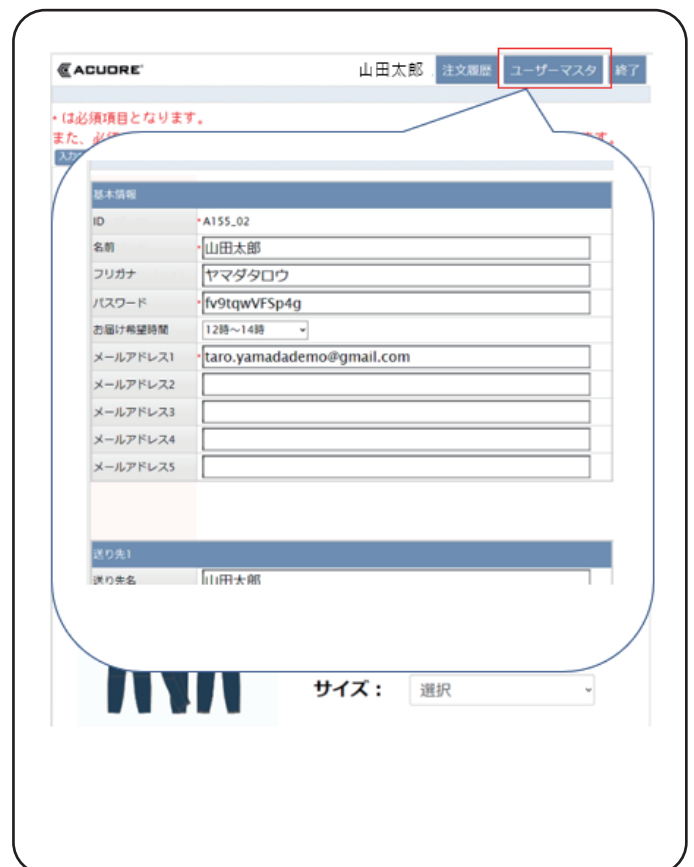 ACUORE
山田太郎 注文履歴 ユーザーマスタ 終了
* は必須項目となります。
また、必須 ます。
入力
基本情報
ID *A155_02
名前 *山田太郎
フリガナ ヤマダタロウ
パスワード *fv9tqwVFSp4g
お届け希望時間 12時～14時
メールアドレス1 *taro.yamadademo@gmail.com
メールアドレス2
メールアドレス3
メールアドレス4
メールアドレス5
送り先1
送り先名 山田太郎
サイズ： 選択